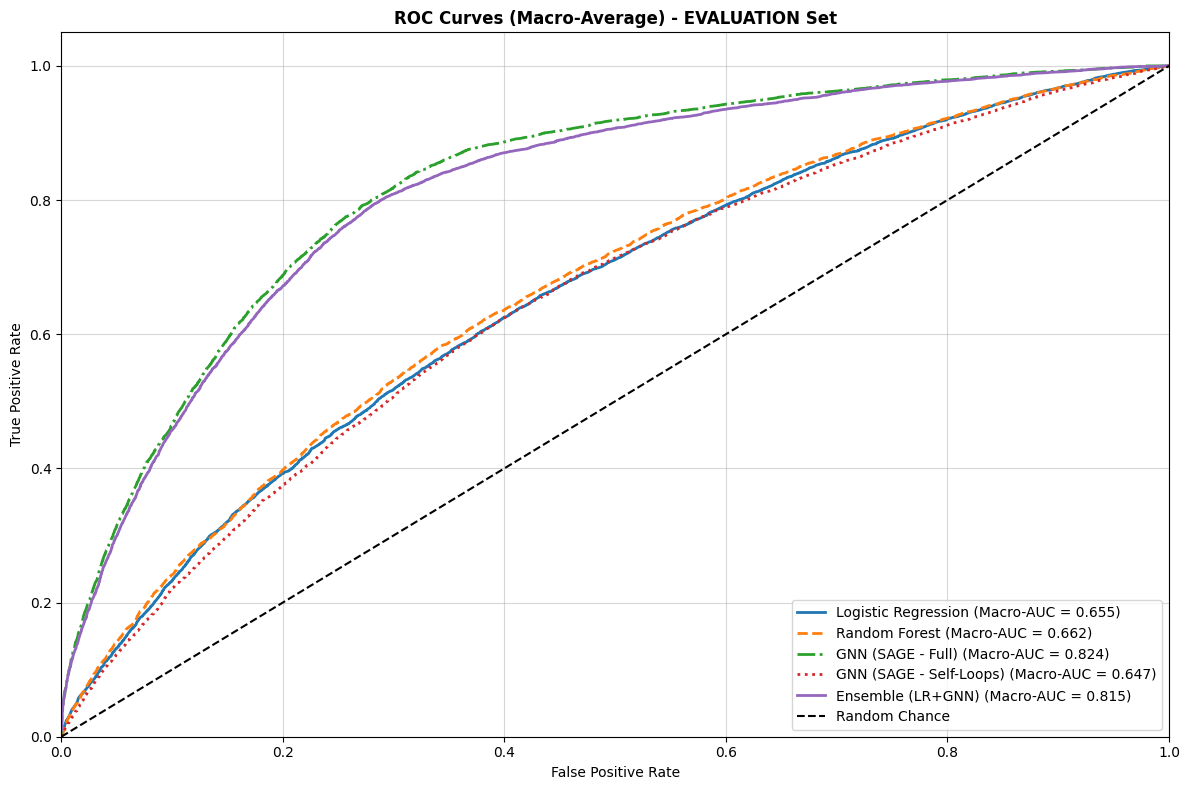 ROC Curves (Macro-Average) - EVALUATION Set
True Positive Rate
1.0
0.8
0.6
0.4
0.2
0.0
0.0 0.2 0.4 0.6 0.8 1.0
False Positive Rate
Logistic Regression (Macro-AUC = 0.655)
Random Forest (Macro-AUC = 0.662)
GNN (SAGE - Full) (Macro-AUC = 0.824)
GNN (SAGE - Self-Loops) (Macro-AUC = 0.647)
Ensemble (LR+GNN) (Macro-AUC = 0.815)
Random Chance